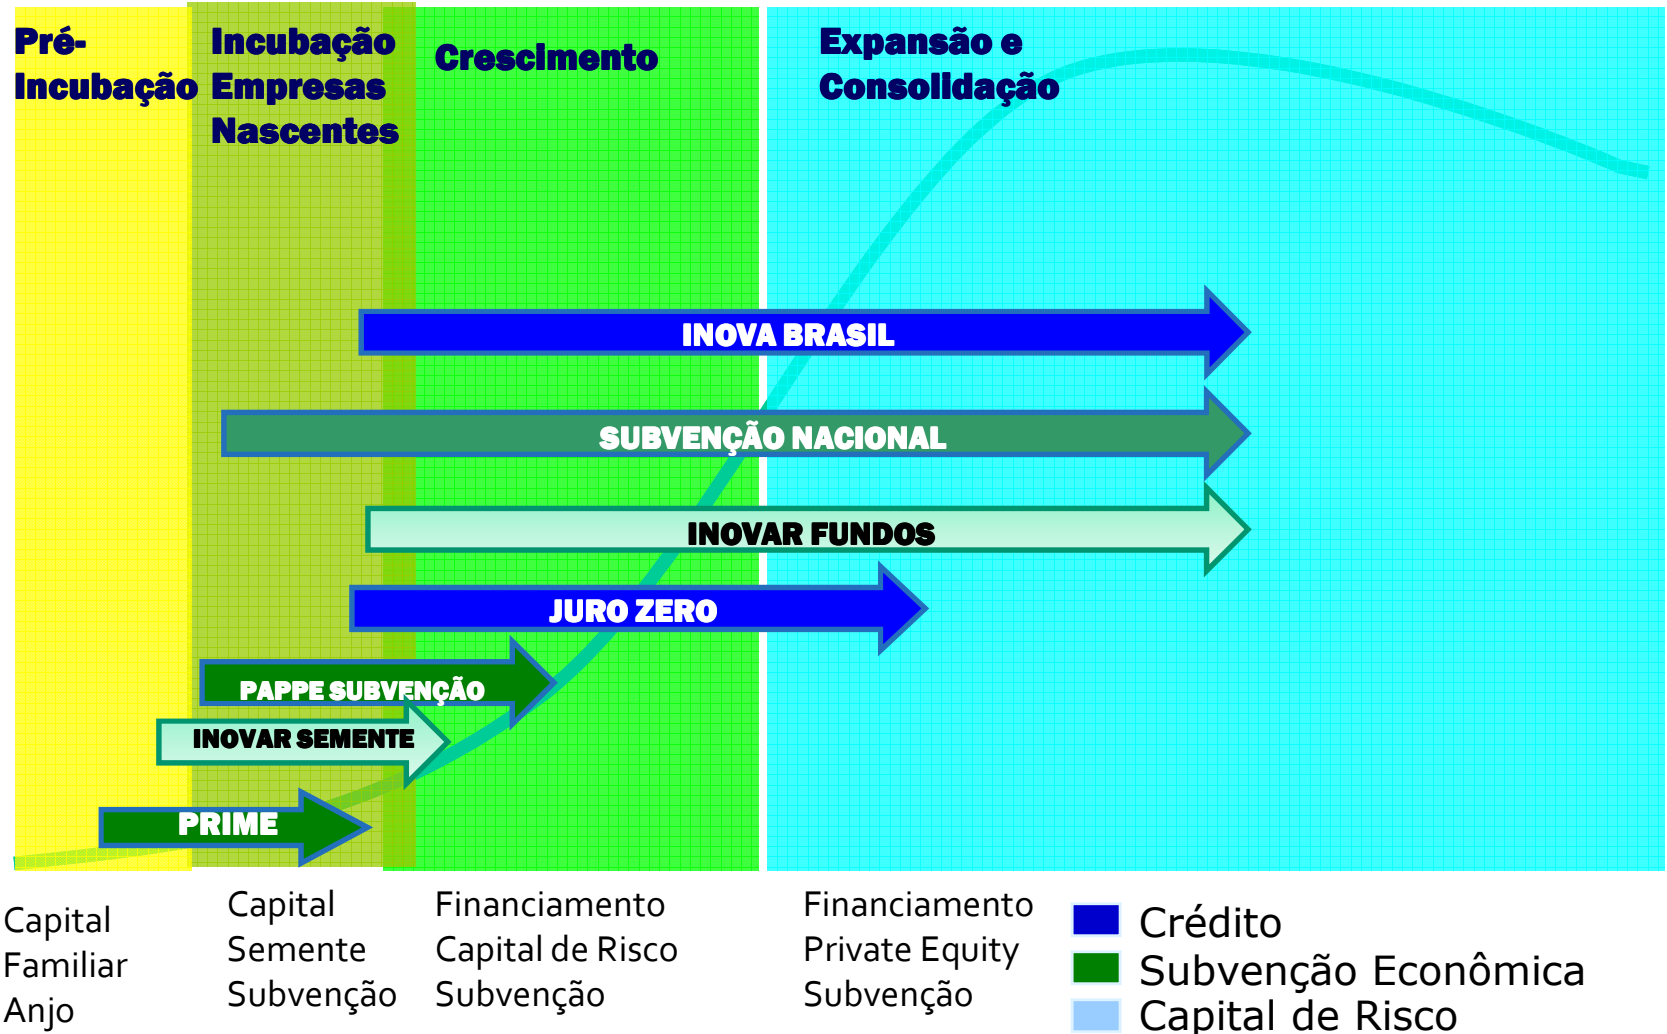 Pré-
Incubação
Incubação
Empresas
Nascentes
Crescimento
Expansão e
Consolidação
INOVA BRASIL
SUBVENÇÃO NACIONAL
INOVAR FUNDOS
JURO ZERO
PAPPE SUBVENÇÃO
INOVAR SEMENTE
PRIME
Capital
Familiar
Anjo
Capital
Semente
Subvenção
Financiamento
Capital de Risco
Subvenção
Financiamento
Private Equity
Subvenção
Crédito
Subvenção Econômica
Capital de Risco